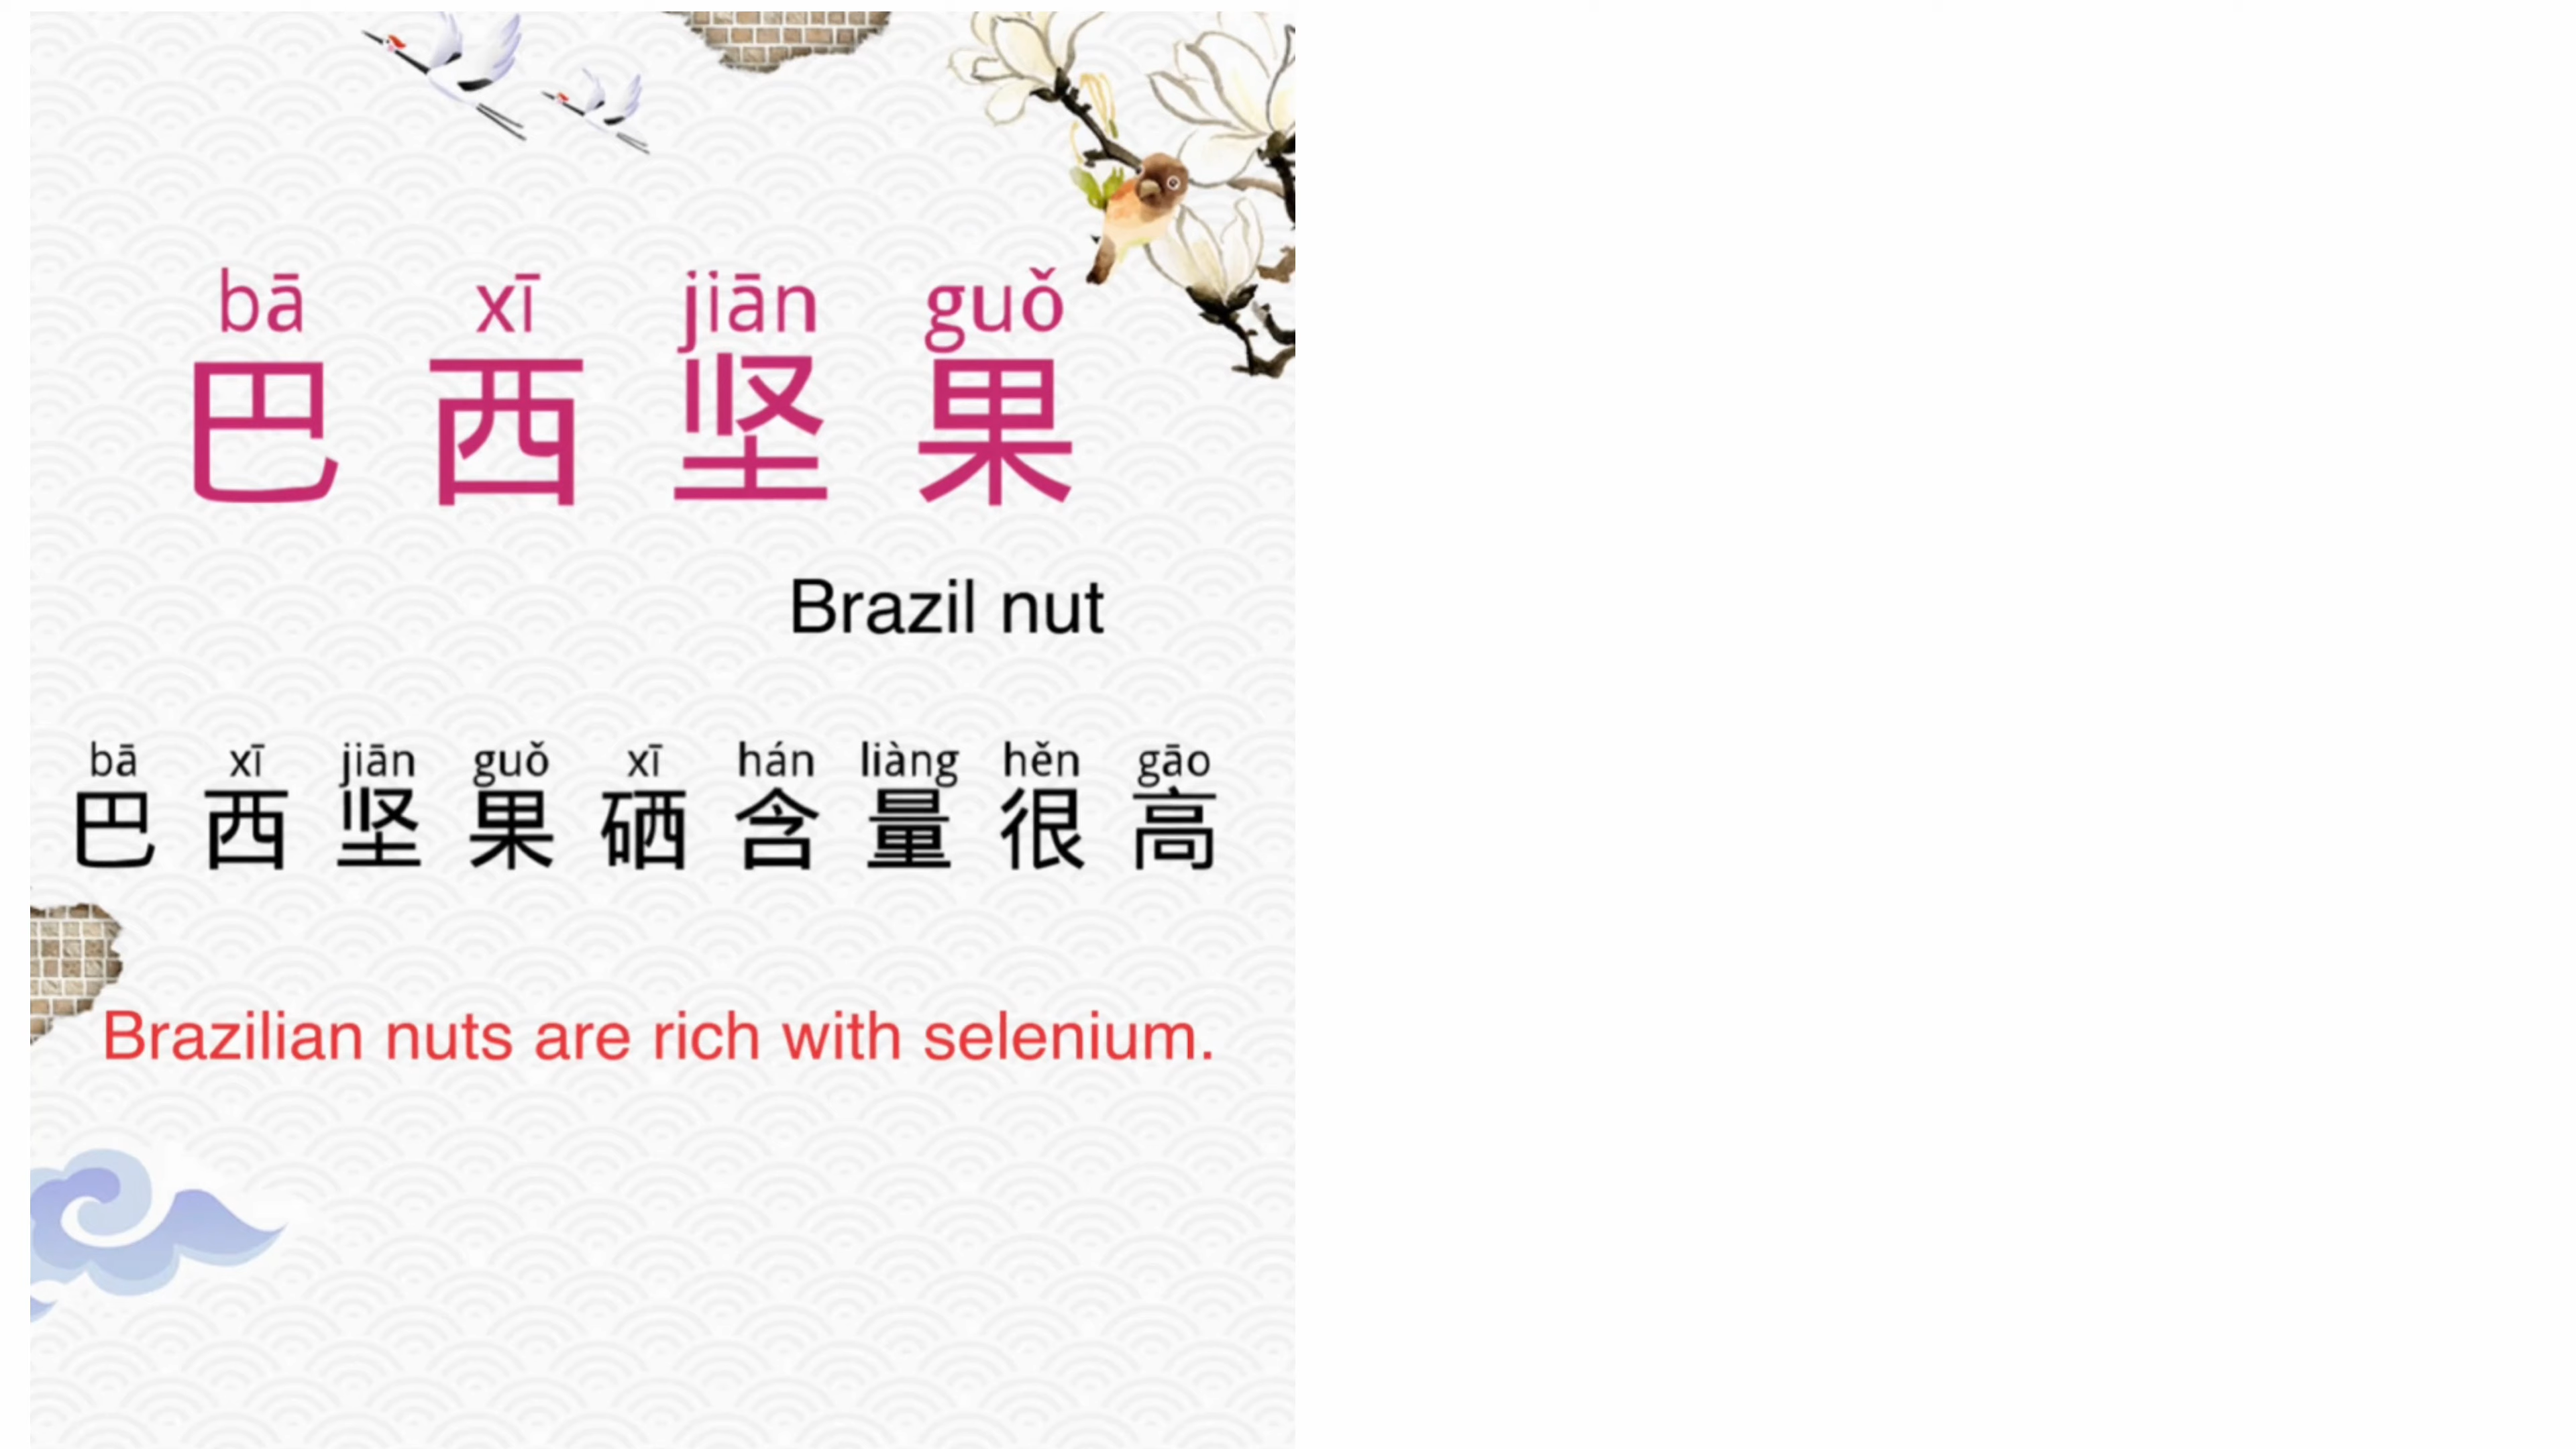 bā xī jiān guǒ
巴西坚果
Brazil nut
bā xī jiān guǒ xī hán liàng hěn gāo
巴西坚果硒含量很高
Brazilian nuts are rich with selenium.